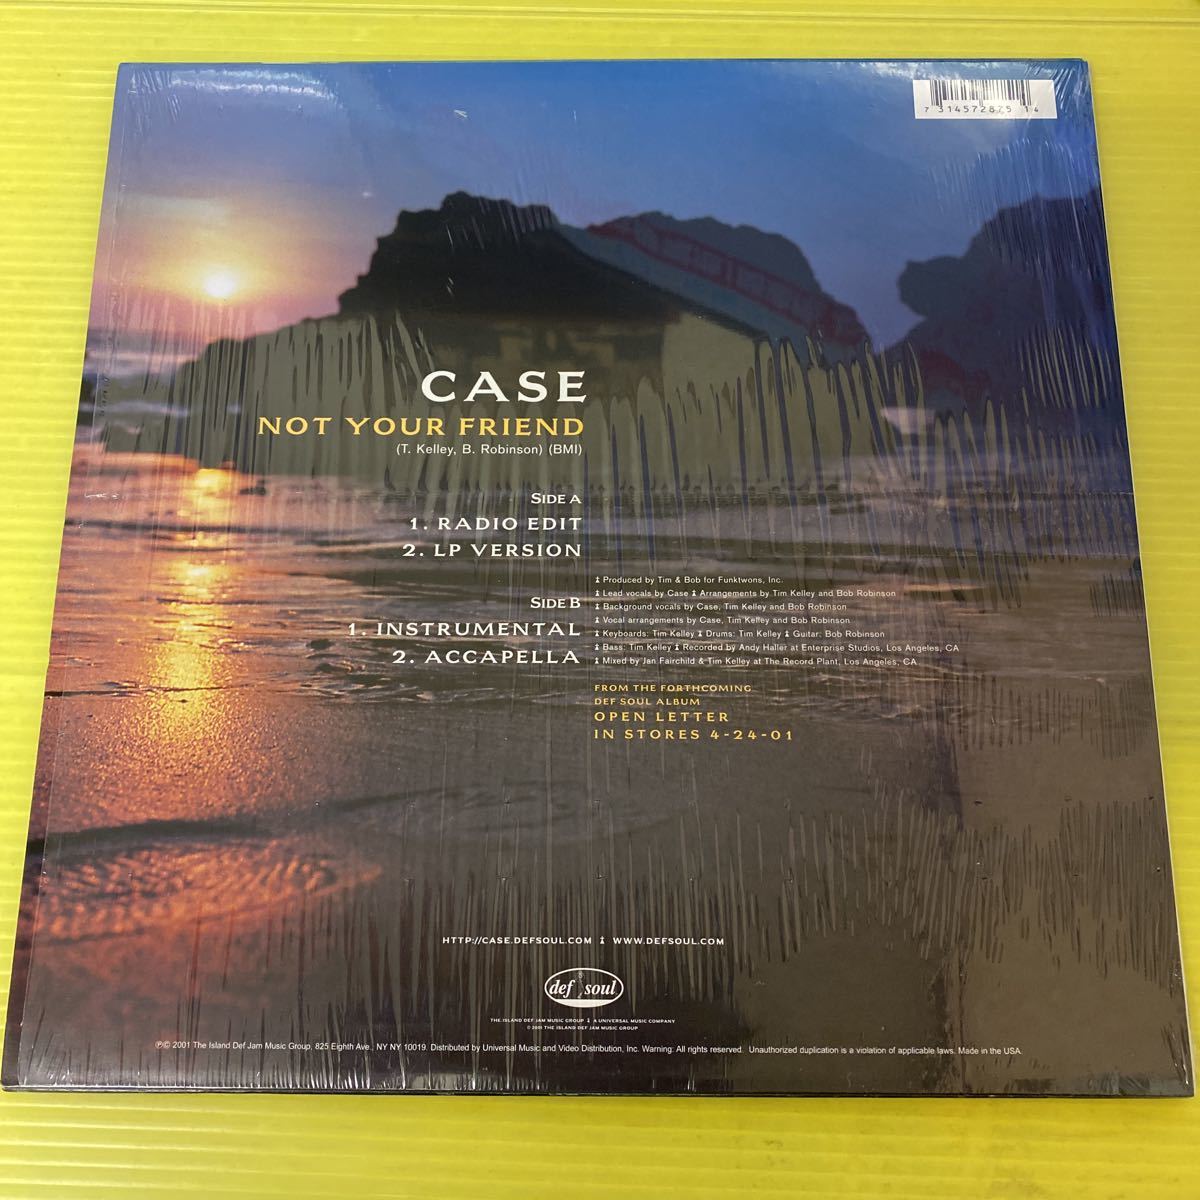 7 31457 2875 1 4
CASE
NOT YOUR FRIEND
(T. Kelley, B. Robinson) (BMI)
SIDE A
1. RADIO EDIT
2. LP VERSION
SIDE B
1. INSTRUMENTAL
2. ACCAPELLA
Produced by Tim & Bob for Funktwons, Inc.
Lead vocals by Case Arrangements by Tim Kelley and Bob Robinson
Background vocals by Case, Tim Kelley and Bob Robinson
Vocal arrangements by Case, Tim Kelley and Bob Robinson
Keyboards: Tim Kelley Drums: Tim Kelley Guitar: Bob Robinson
Bass: Tim Kelley Recorded by Andy Haller at Enterprise Studios, Los Angeles, CA
Mixed by Jan Fairchild & Tim Kelley at The Record Plant, Los Angeles, CA
FROM THE FORTHCOMING
DEF SOUL ALBUM
OPEN LETTER
IN STORES 4-24-01
HTTP://CASE.DEFSOUL.COM WWW.DEFSOUL.COM
def soul
THE ISLAND DEF JAM MUSIC GROUP A UNIVERSAL MUSIC COMPANY
© 2001 THE ISLAND DEF JAM MUSIC GROUP
℗© 2001 The Island Def Jam Music Group, 825 Eighth Ave., NY NY 10019. Distributed by Universal Music and Video Distribution, Inc. Warning: All rights reserved. Unauthorized duplication is a violation of applicable laws. Made in the USA.